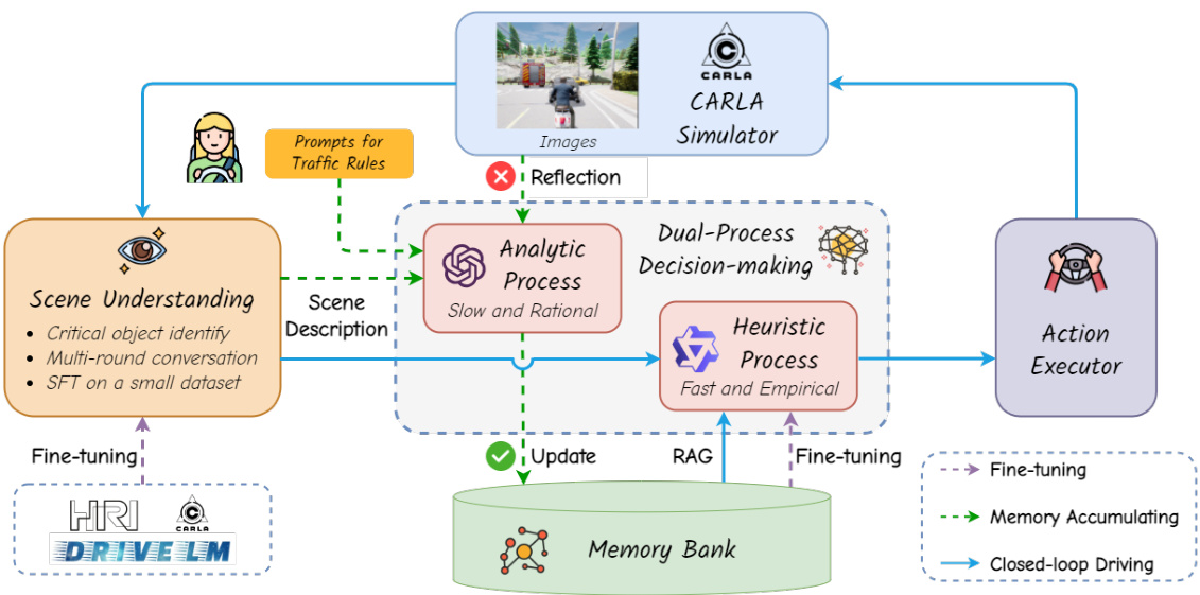 CARLA
CARLA
Simulator
Images
Prompts for
Traffic Rules
Reflection
Analytic
Process
Slow and Rational
Dual-Process
Decision-making
Scene Understanding
• Critical object identify
• Multi-round conversation
• SFT on a small dataset
Scene
Description
Heuristic
Process
Fast and Empirical
Action
Executor
Fine-tuning
Update
RAG
Fine-tuning
HRI
CARLA
DRIVE LM
Memory Bank
Fine-tuning
Memory Accumulating
Closed-loop Driving